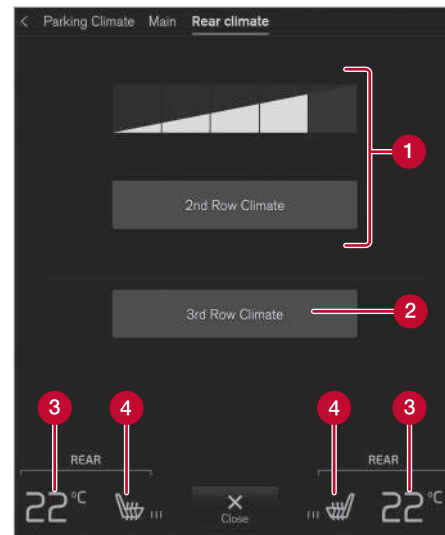 < Parking Climate Main Rear climate
1
2nd Row Climate
3rd Row Climate
2
3
4
4
3
REAR
REAR
22°C
Close
22°C